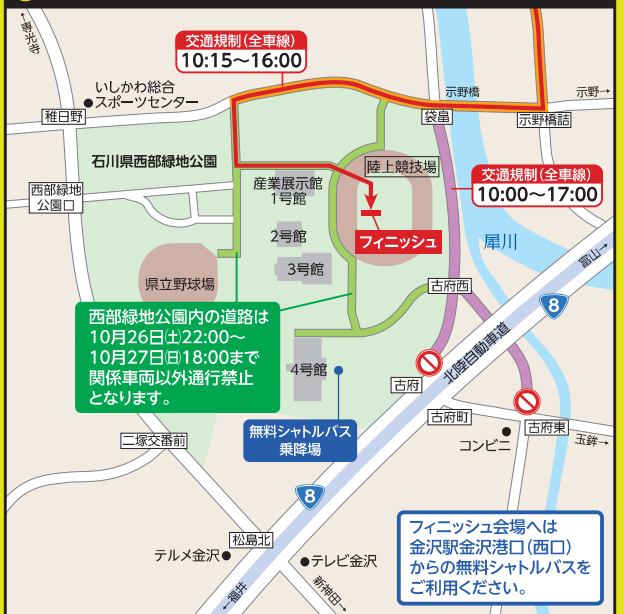 ←専光寺
交通規制（全車線）
10:15～16:00
いしかわ総合
スポーツセンター
稚日野
示野橋
示野→
袋畠
示野橋詰
石川県西部緑地公園
陸上競技場
西部緑地
公園口
産業展示館
1号館
交通規制（全車線）
10:00～17:00
2号館
フィニッシュ
犀川
富山→
3号館
県立野球場
古府西
8
西部緑地公園内の道路は
10月26日㈯22:00～
10月27日㈰18:00まで
関係車両以外通行禁止
となります。
北陸自動車道
4号館
古府
古府町
古府東
無料シャトルバス
乗降場
二塚交番前
コンビニ
玉鉾→
8
松島北
テルメ金沢
テレビ金沢
←福井
新神田→
フィニッシュ会場へは
金沢駅金沢港口（西口）
からの無料シャトルバスを
ご利用ください。